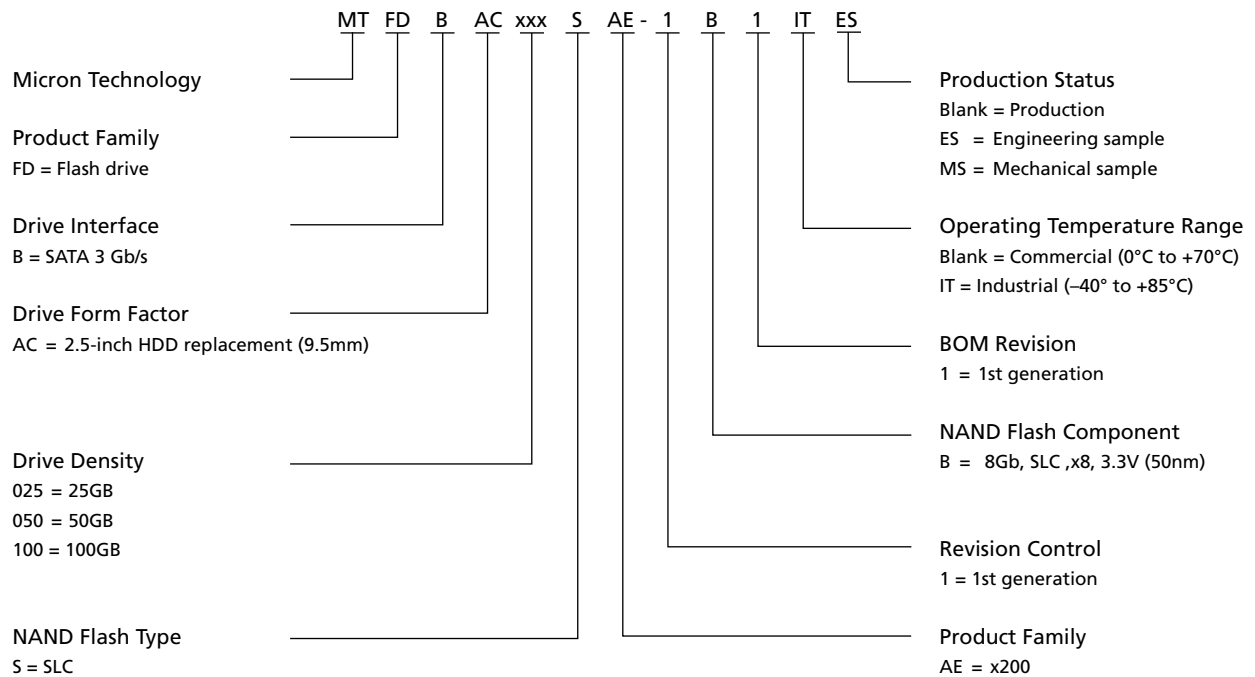 MT FD B AC xxx S AE - 1 B 1 IT ES
Micron Technology
Product Family
FD = Flash drive
Drive Interface
B = SATA 3 Gb/s
Drive Form Factor
AC = 2.5-inch HDD replacement (9.5mm)
Drive Density
025 = 25GB
050 = 50GB
100 = 100GB
NAND Flash Type
S = SLC
Production Status
Blank = Production
ES = Engineering sample
MS = Mechanical sample
Operating Temperature Range
Blank = Commercial (0°C to +70°C)
IT = Industrial (–40° to +85°C)
BOM Revision
1 = 1st generation
NAND Flash Component
B = 8Gb, SLC ,x8, 3.3V (50nm)
Revision Control
1 = 1st generation
Product Family
AE = x200